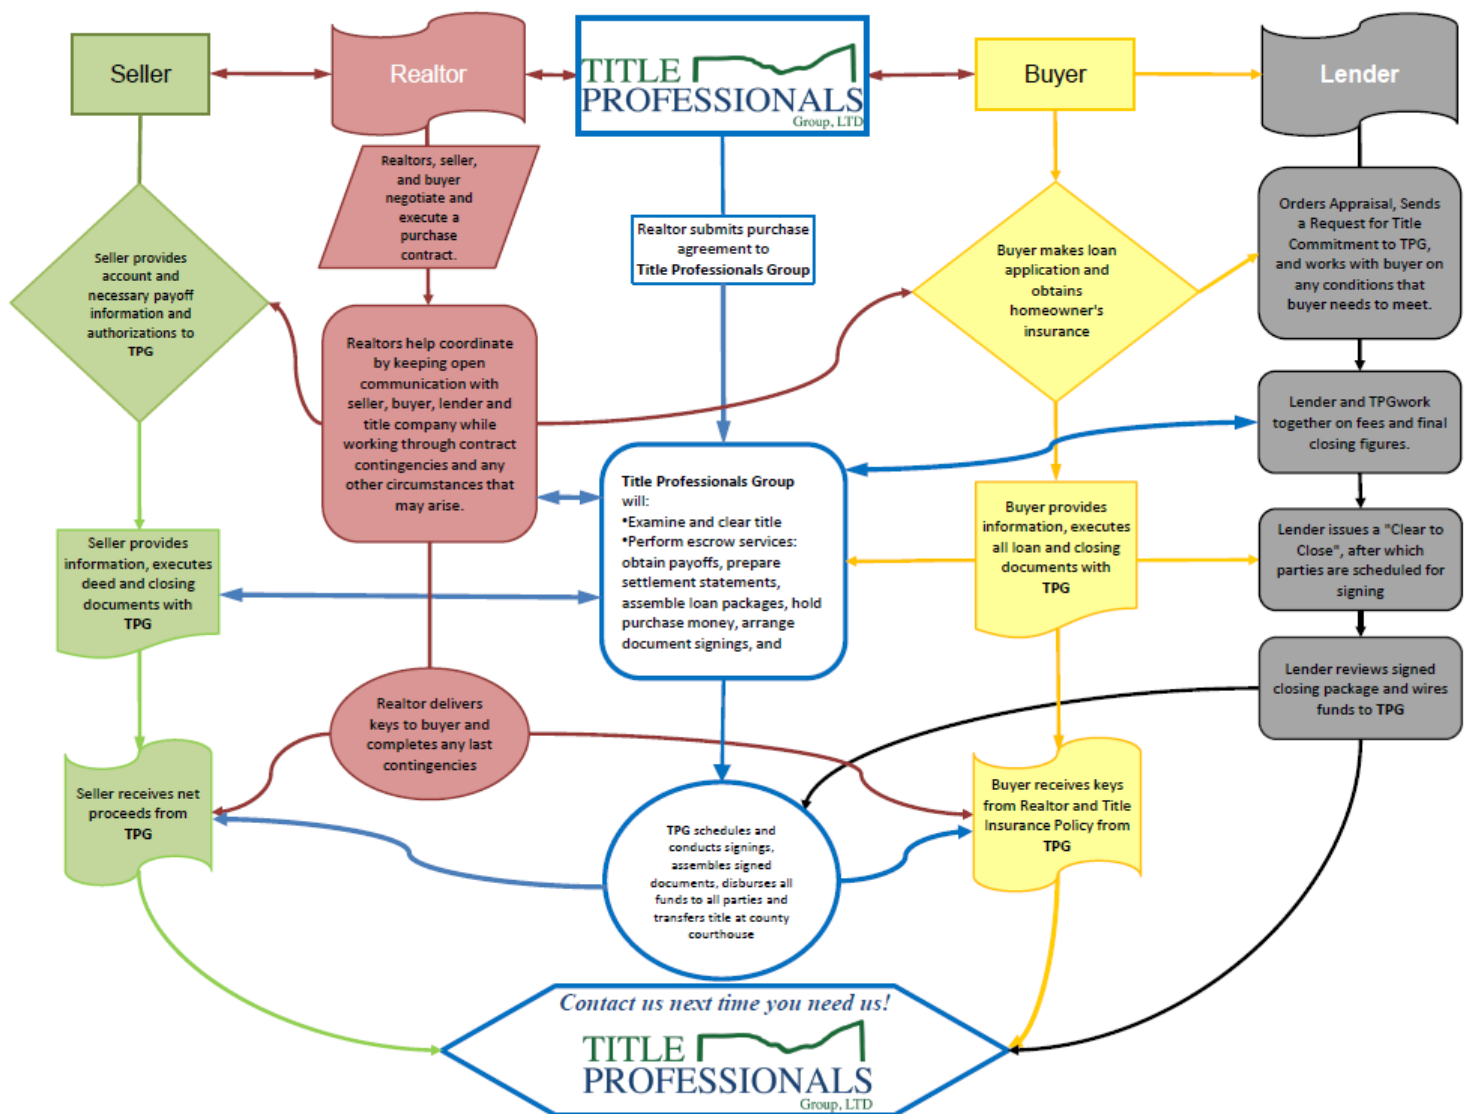 Seller
Realtor
TITLE
PROFESSIONALS
Group, LTD
Buyer
Lender
Realtors, seller,
and buyer
negotiate and
execute a
purchase
contract.
Realtor submits purchase
agreement to
Title Professionals Group
Orders Appraisal, Sends
a Request for Title
Commitment to TPG,
and works with buyer on
any conditions that
buyer needs to meet.
Seller provides
account and
necessary payoff
information and
authorizations to
TPG
Buyer makes loan
application and
obtains
homeowner's
insurance
Realtors help coordinate
by keeping open
communication with
seller, buyer, lender and
title company while
working through contract
contingencies and any
other circumstances that
may arise.
Lender and TPGwork
together on fees and final
closing figures.
Title Professionals Group
will:
•Examine and clear title
•Perform escrow services:
obtain payoffs, prepare
settlement statements,
assemble loan packages, hold
purchase money, arrange
document signings, and
Buyer provides
information, executes
all loan and closing
documents with
TPG
Lender issues a "Clear to
Close", after which
parties are scheduled for
signing
Seller provides
information, executes
deed and closing
documents with
TPG
Lender reviews signed
closing package and wires
funds to TPG
Realtor delivers
keys to buyer and
completes any last
contingencies
Seller receives net
proceeds from
TPG
Buyer receives keys
from Realtor and Title
Insurance Policy from
TPG
TPG schedules and
conducts signings,
assembles signed
documents, disburses all
funds to all parties and
transfers title at county
courthouse
Contact us next time you need us!
TITLE
PROFESSIONALS
Group, LTD